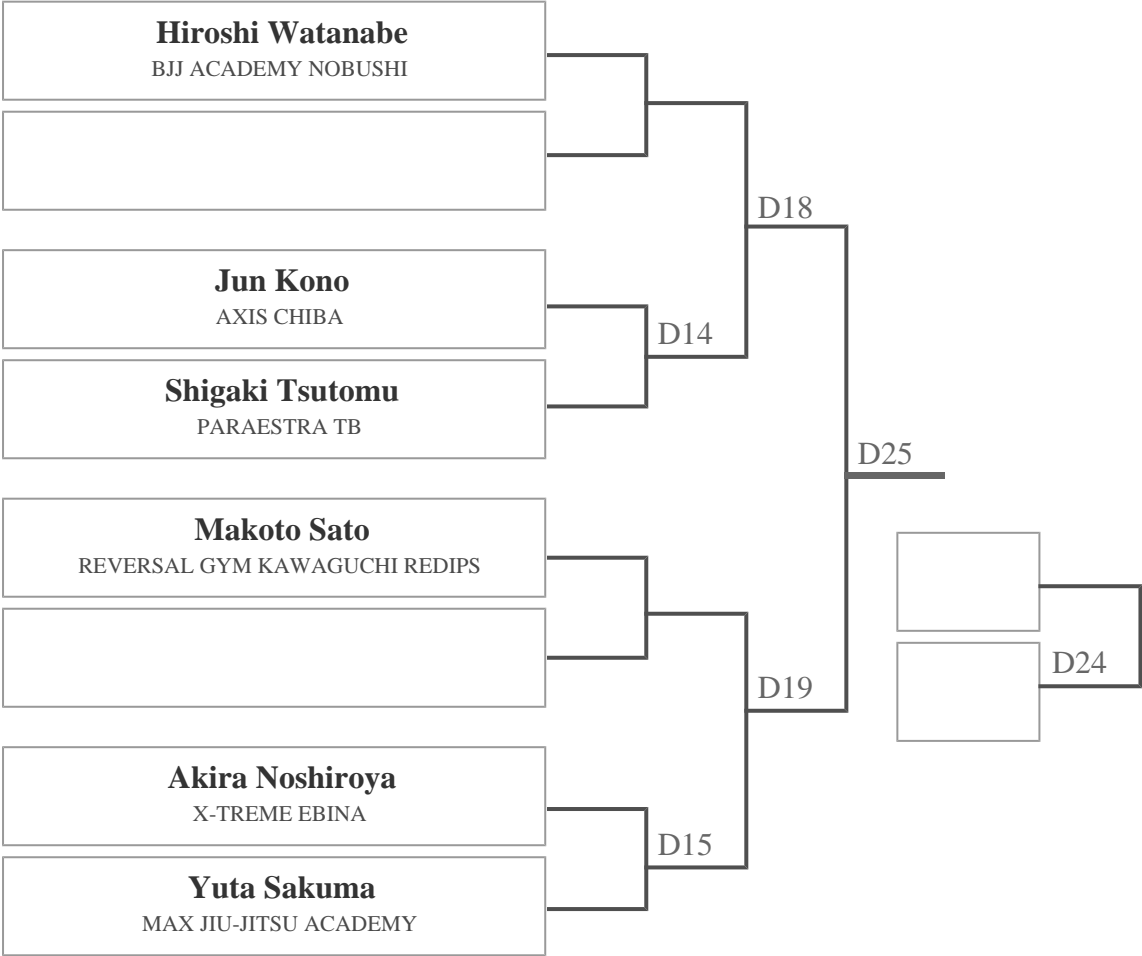 Hiroshi Watanabe
BJJ ACADEMY NOBUSHI
D18
Jun Kono
AXIS CHIBA
D14
Shigaki Tsutomu
PARAESTRA TB
D25
Makoto Sato
REVERSAL GYM KAWAGUCHI REDIPS
D24
D19
Akira Noshiroya
X-TREME EBINA
D15
Yuta Sakuma
MAX JIU-JITSU ACADEMY